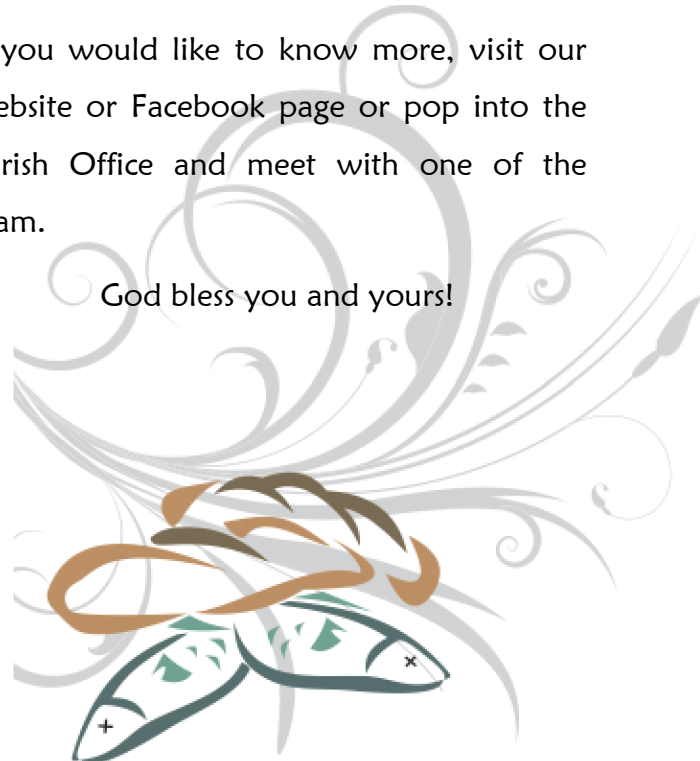 you would like to know more, visit our
ebsite or Facebook page or pop into the
rish Office and meet with one of the
am.
God bless you and yours!